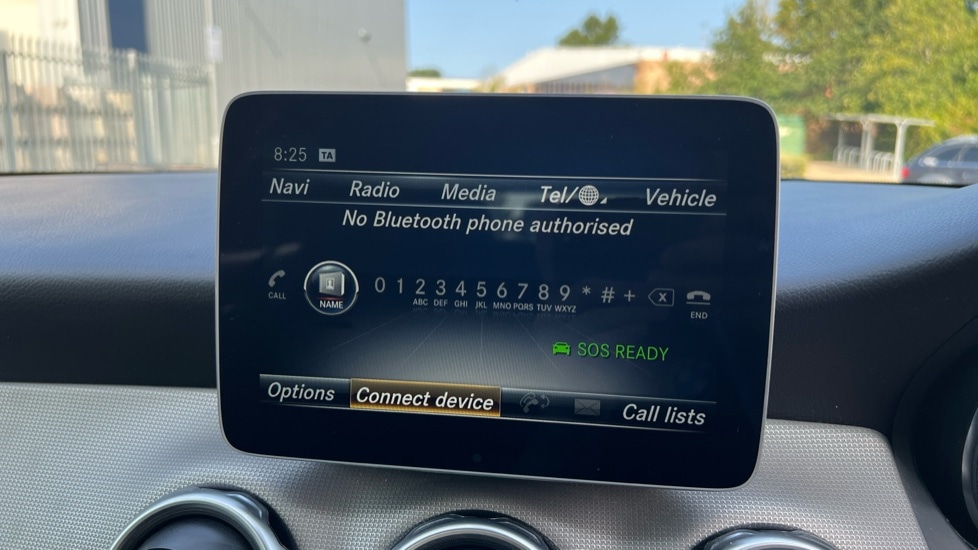 8:25 TA
Navi Radio Media Tel/ Vehicle
No Bluetooth phone authorised
0 1 2 3 4 5 6 7 8 9 * # +
CALL NAME ABC DEF GHI JKL MNO PQRS TUV WXYZ X END
SOS READY
Options Connect device Call lists